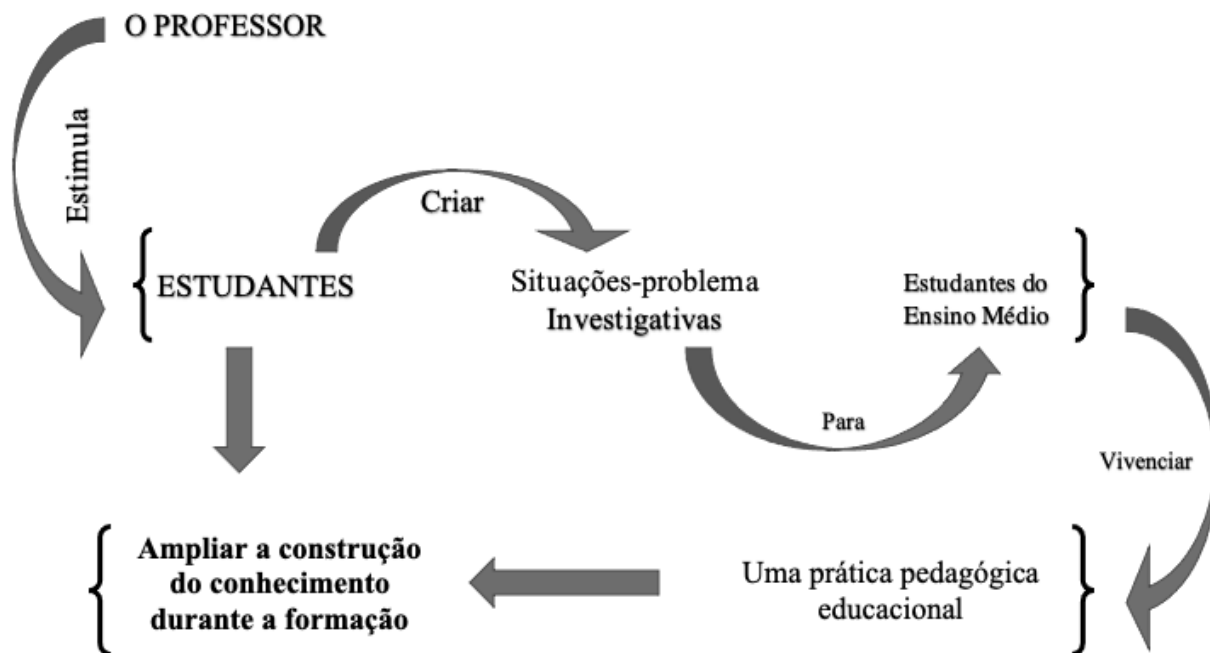 O PROFESSOR
Estimula
Criar
ESTUDANTES
Situações-problema
Investigativas
Estudantes do
Ensino Médio
Para
Vivenciar
Ampliar a construção
do conhecimento
durante a formação
Uma prática pedagógica
educacional